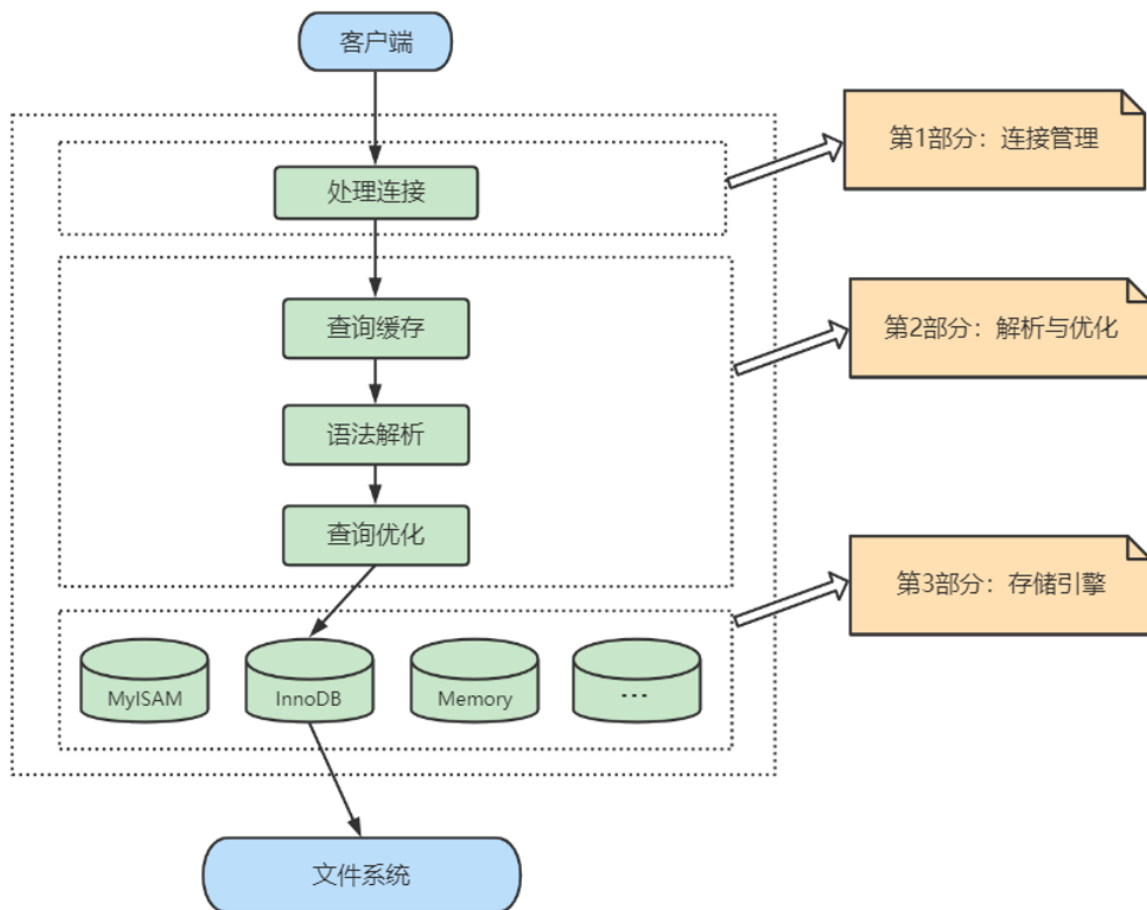 客户端
第1部分：连接管理
处理连接
查询缓存
第2部分：解析与优化
语法解析
查询优化
第3部分：存储引擎
MyISAM
InnoDB
Memory
...
文件系统